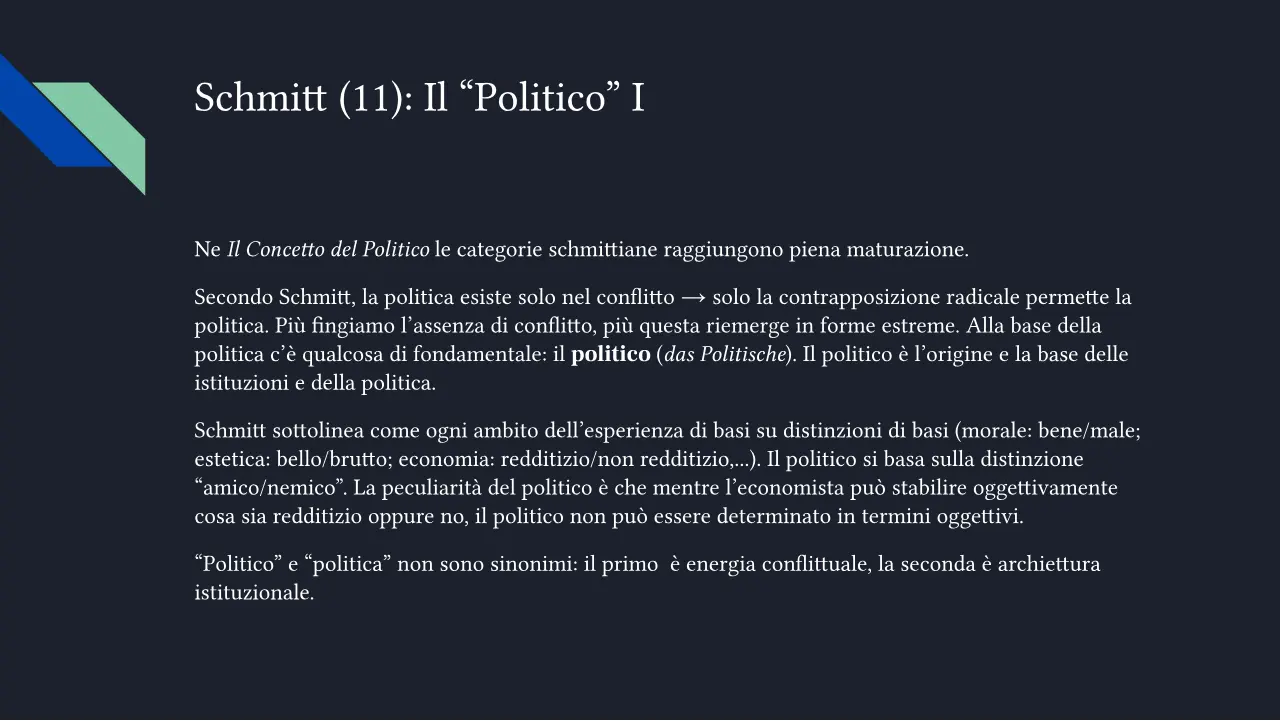 Schmitt (11): Il “Politico” I
Ne Il Concetto del Politico le categorie schmittiane raggiungono piena maturazione.
Secondo Schmitt, la politica esiste solo nel conflitto → solo la contrapposizione radicale permette la
politica. Più fingiamo l’assenza di conflitto, più questa riemerge in forme estreme. Alla base della
politica c’è qualcosa di fondamentale: il politico (das Politische). Il politico è l’origine e la base delle
istituzioni e della politica.
Schmitt sottolinea come ogni ambito dell’esperienza di basi su distinzioni di basi (morale: bene/male;
estetica: bello/brutto; economia: redditizio/non redditizio,...). Il politico si basa sulla distinzione
“amico/nemico”. La peculiarità del politico è che mentre l’economista può stabilire oggettivamente
cosa sia redditizio oppure no, il politico non può essere determinato in termini oggettivi.
“Politico” e “politica” non sono sinonimi: il primo  è energia conflittuale, la seconda è archiettura
istituzionale.